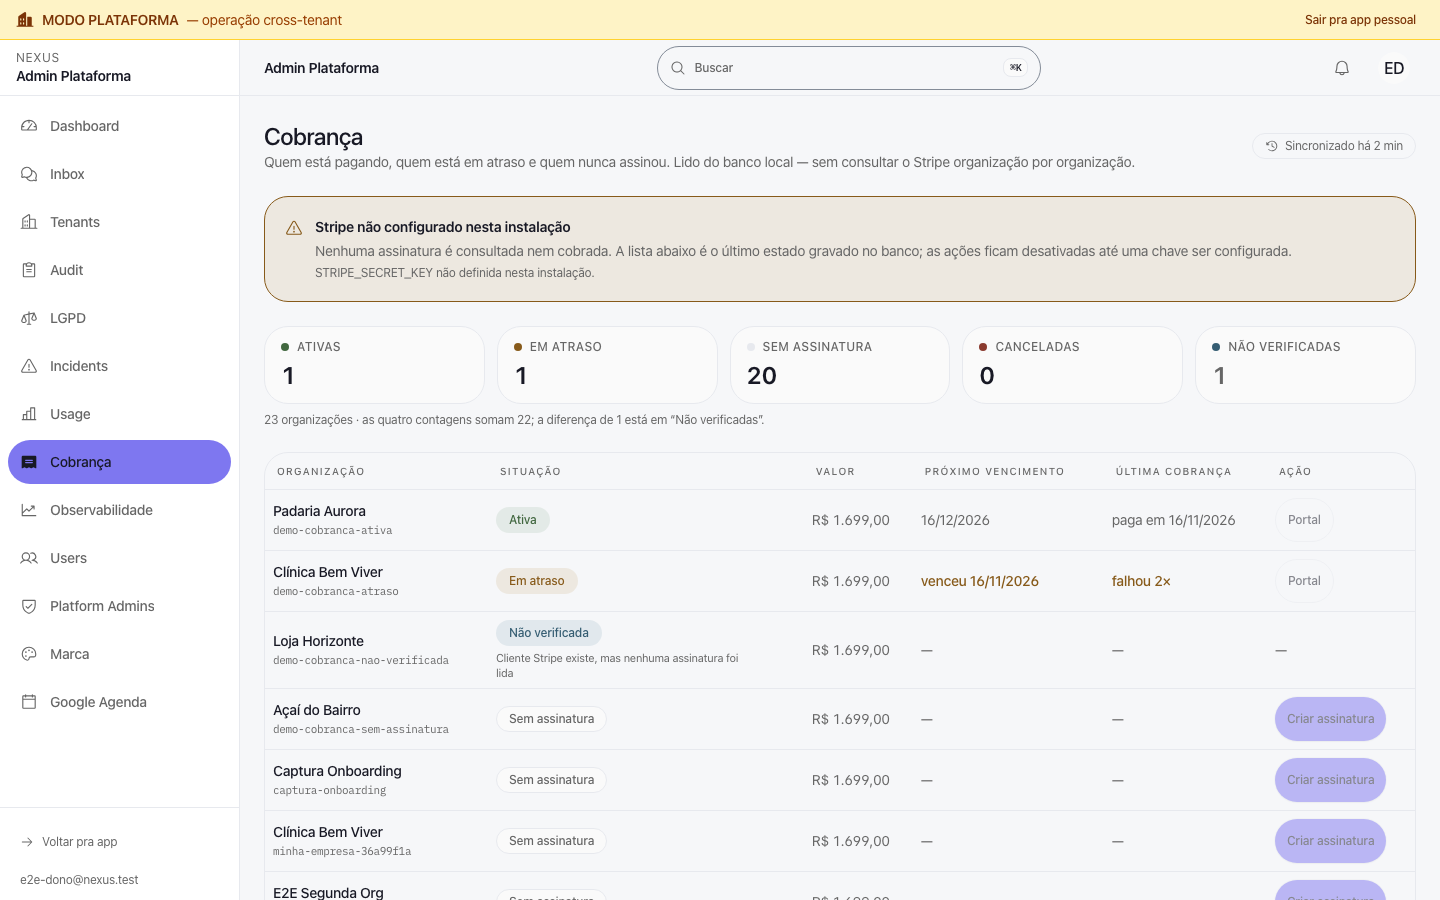 MODO PLATAFORMA — operação cross-tenant
Sair pra app pessoal
NEXUS
Admin Plataforma
Admin Plataforma
Buscar
⌘K
ED
Dashboard
Inbox
Tenants
Audit
LGPD
Incidents
Usage
Cobrança
Observabilidade
Users
Platform Admins
Marca
Google Agenda
Voltar pra app
e2e-dono@nexus.test
Cobrança
Quem está pagando, quem está em atraso e quem nunca assinou. Lido do banco local — sem consultar o Stripe organização por organização.
Sincronizado há 2 min
Stripe não configurado nesta instalação
Nenhuma assinatura é consultada nem cobrada. A lista abaixo é o último estado gravado no banco; as ações ficam desativadas até uma chave ser configurada.
STRIPE_SECRET_KEY não definida nesta instalação.
ATIVAS
1
EM ATRASO
1
SEM ASSINATURA
20
CANCELADAS
0
NÃO VERIFICADAS
1
23 organizações · as quatro contagens somam 22; a diferença de 1 está em “Não verificadas”.
ORGANIZAÇÃO SITUAÇÃO VALOR PRÓXIMO VENCIMENTO ÚLTIMA COBRANÇA AÇÃO
Padaria Aurora
demo-cobranca-ativa
Ativa R$ 1.699,00 16/12/2026 paga em 16/11/2026 Portal
Clínica Bem Viver
demo-cobranca-atraso
Em atraso R$ 1.699,00 venceu 16/11/2026 falhou 2× Portal
Loja Horizonte
demo-cobranca-nao-verificada
Não verificada
Cliente Stripe existe, mas nenhuma assinatura foi
lida
R$ 1.699,00 — — —
Açaí do Bairro
demo-cobranca-sem-assinatura
Sem assinatura R$ 1.699,00 — — Criar assinatura
Captura Onboarding
captura-onboarding
Sem assinatura R$ 1.699,00 — — Criar assinatura
Clínica Bem Viver
minha-empresa-36a99f1a
Sem assinatura R$ 1.699,00 — — Criar assinatura
E2E Segunda Org